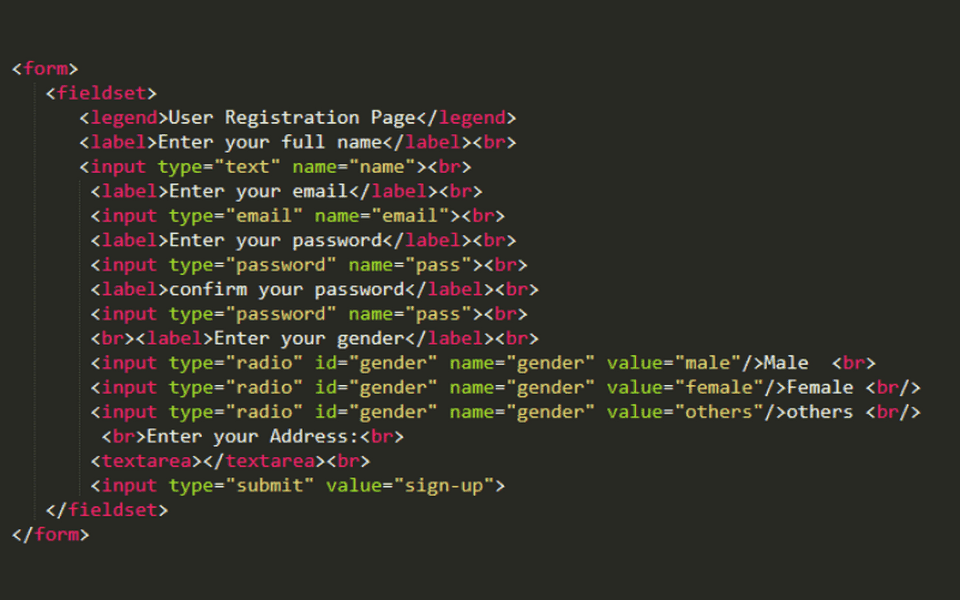 <form>
<fieldset>
<legend>User Registration Page</legend>
<label>Enter your full name</label><br>
<input type="text" name="name"><br>
<label>Enter your email</label><br>
<input type="email" name="email"><br>
<label>Enter your password</label><br>
<input type="password" name="pass"><br>
<label>confirm your password</label><br>
<input type="password" name="pass"><br>
<br><label>Enter your gender</label><br>
<input type="radio" id="gender" name="gender" value="male"/>Male  <br>
<input type="radio" id="gender" name="gender" value="female"/>Female <br/>
<input type="radio" id="gender" name="gender" value="others"/>others <br/>
<br>Enter your Address:<br>
<textarea></textarea><br>
<input type="submit" value="sign-up">
</fieldset>
</form>